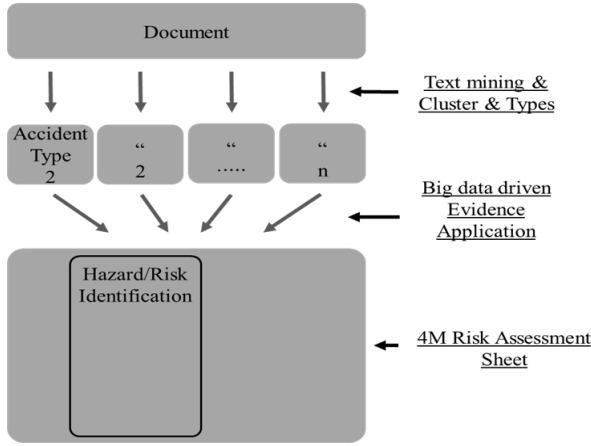 Document
Text mining &
Cluster & Types
Accident
Type
2
“
2
“
.....
“
n
Big data driven
Evidence
Application
Hazard/Risk
Identification
4M Risk Assessment
Sheet